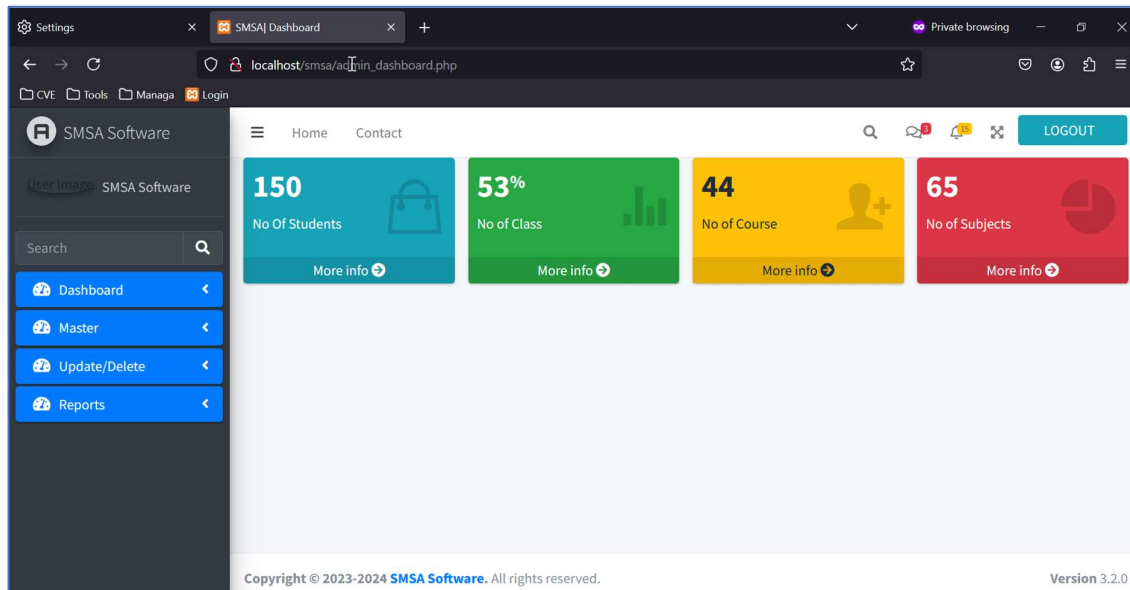 Settings
SMSA| Dashboard
Private browsing
localhost/smsa/admin_dashboard.php
CVE Tools Managa Login
SMSA Software
Home Contact
3
15
LOGOUT
User Image SMSA Software
Search
Dashboard
Master
Update/Delete
Reports
150
No Of Students
More info
53%
No of Class
More info
44
No of Course
More info
65
No of Subjects
More info
Copyright © 2023-2024 SMSA Software. All rights reserved.
Version 3.2.0